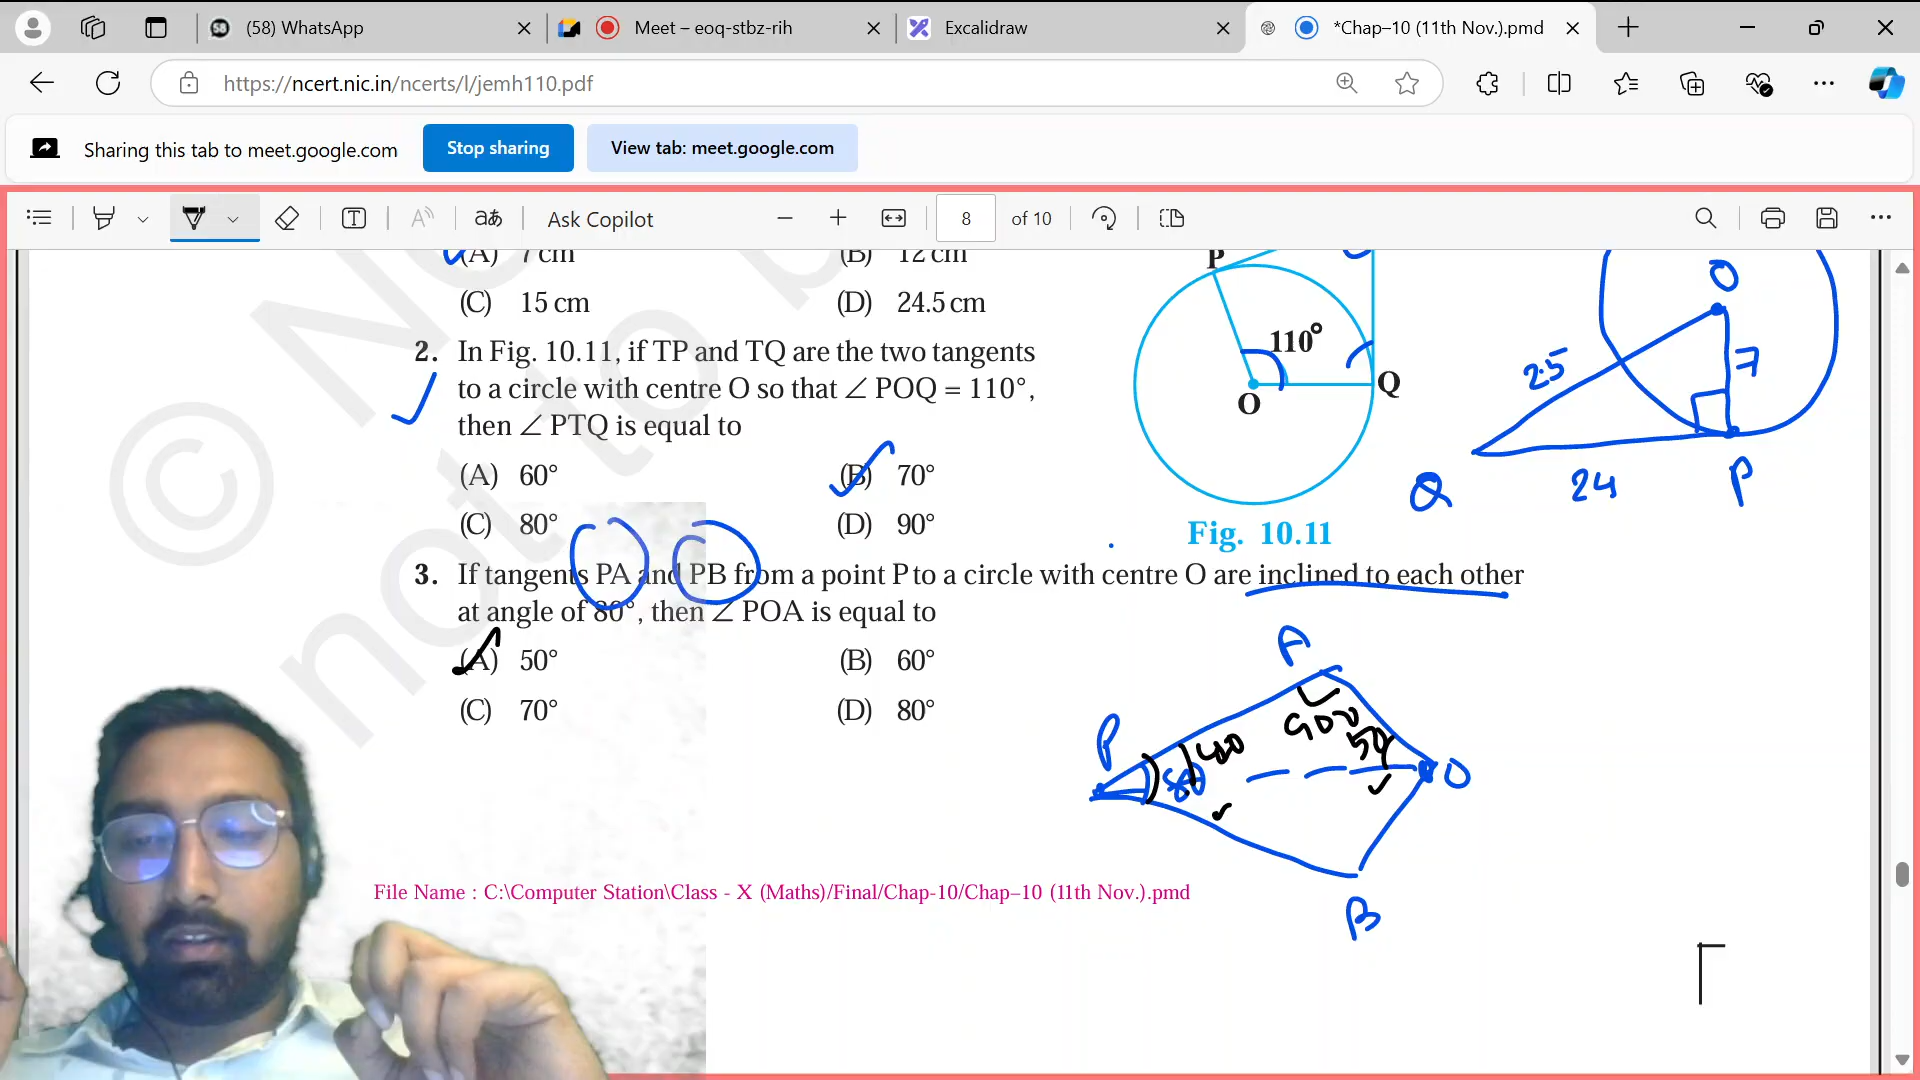 (58) WhatsApp
Meet – eoq-stbz-rih
Excalidraw
*Chap–10 (11th Nov.).pmd
https://ncert.nic.in/ncerts/l/jemh110.pdf
Sharing this tab to meet.google.com
Stop sharing
View tab: meet.google.com
Ask Copilot
8 of 10
(A) 7 cm (B) 12 cm
(C) 15 cm (D) 24.5 cm
2. In Fig. 10.11, if TP and TQ are the two tangents
to a circle with centre O so that ∠ POQ = 110°,
then ∠ PTQ is equal to
(A) 60° (B) 70°
(C) 80° (D) 90°
P
110°
O
Q
Fig. 10.11
O
25
7
24
Q
P
3. If tangents PA and PB from a point P to a circle with centre O are inclined to each other
at angle of 80°, then ∠ POA is equal to
(A) 50° (B) 60°
(C) 70° (D) 80°
A
P
40
80
90
50
O
B
File Name : C:\Computer Station\Class - X (Maths)/Final/Chap-10/Chap–10 (11th Nov.).pmd
not to b